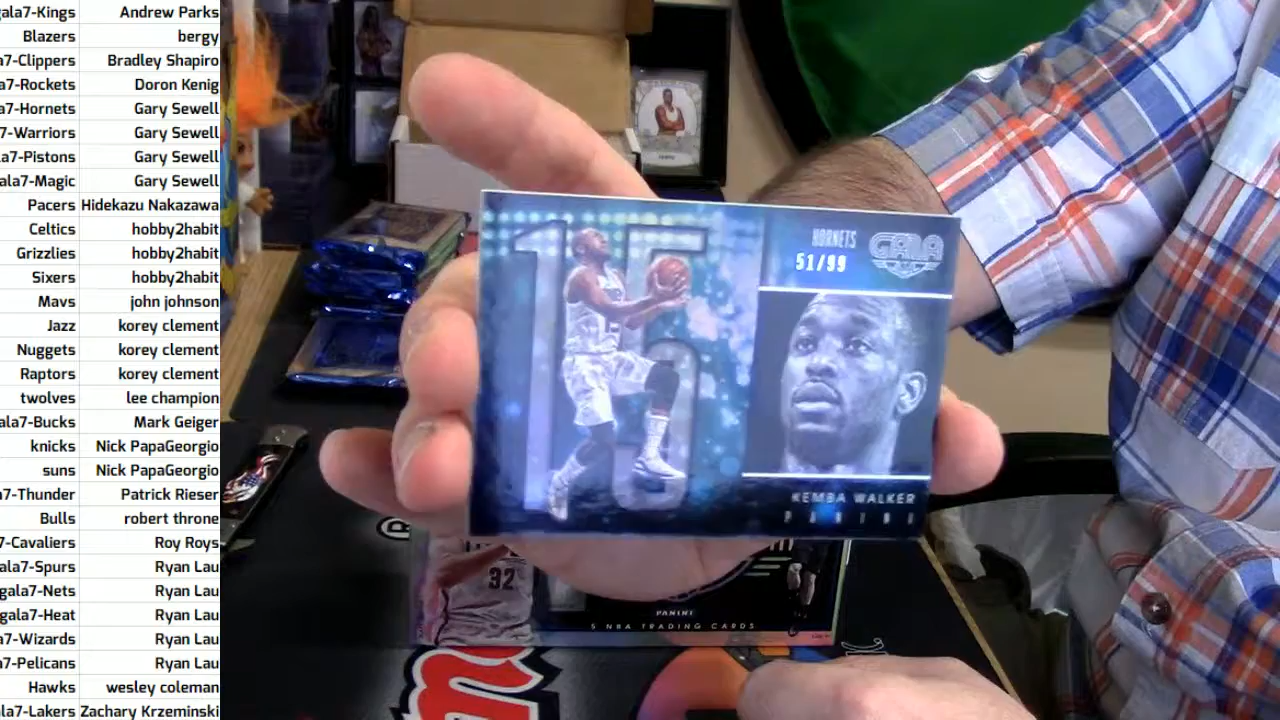 gala7-Kings Andrew Parks
Blazers bergy
a7-Clippers Bradley Shapiro
a7-Rockets Doron Kenig
a7-Hornets Gary Sewell
7-Warriors Gary Sewell
a7-Pistons Gary Sewell
ala7-Magic Gary Sewell
Pacers Hidekazu Nakazawa
Celtics hobby2habit
Grizzlies hobby2habit
Sixers hobby2habit
Mavs john johnson
Jazz korey clement
Nuggets korey clement
Raptors korey clement
twolves lee champion
ala7-Bucks Mark Geiger
knicks Nick PapaGeorgio
suns Nick PapaGeorgio
7-Thunder Patrick Rieser
Bulls robert throne
7-Cavaliers Roy Roys
ala7-Spurs Ryan Lau
gala7-Nets Ryan Lau
gala7-Heat Ryan Lau
a7-Wizards Ryan Lau
a7-Pelicans Ryan Lau
Hawks wesley coleman
ala7-Lakers Zachary Krzeminski
15
HORNETS
GALA
51/99
KEMBA WALKER
PANINI
32
PANINI
5 NBA TRADING CARDS